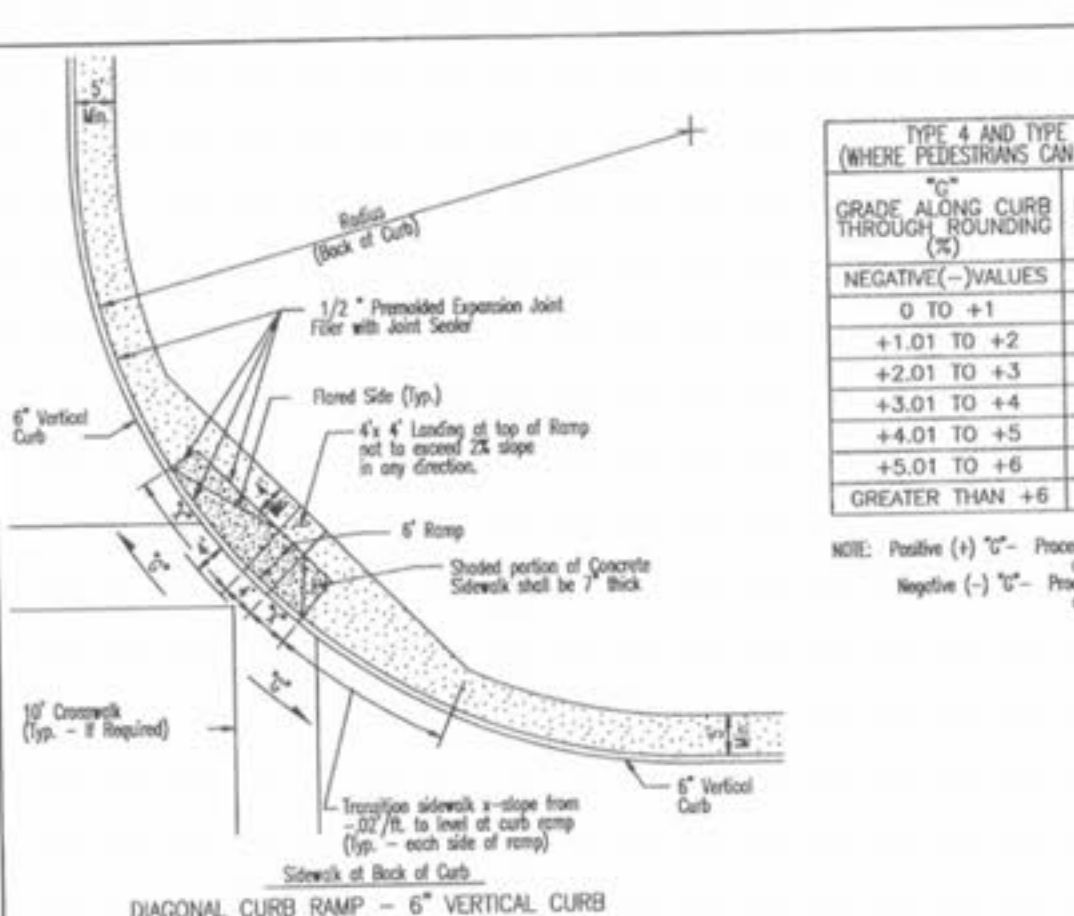 5'
Min.
Radius
(Back of Curb)
1/2 " Premolded Expansion Joint
Filler with Joint Sealer
Flared Side (Typ.)
6" Vertical
Curb
4'x 4' Landing at top of Ramp
not to exceed 2% slope
in any direction.
6' Ramp
Shaded portion of Concrete
Sidewalk shall be 7" thick
"G"
"G"
10' Crosswalk
(Typ. - If Required)
5'
Min.
6" Vertical
Curb
Transition sidewalk x-slope from
-.02'/ft. to level at curb ramp
(Typ. - each side of ramp)
Sidewalk at Back of Curb
DIAGONAL CURB RAMP - 6" VERTICAL CURB
TYPE 4 AND TYPE
(WHERE PEDESTRIANS CAN
"G"
GRADE ALONG CURB
THROUGH ROUNDING
(%)
NEGATIVE(-)VALUES
0 TO +1
+1.01 TO +2
+2.01 TO +3
+3.01 TO +4
+4.01 TO +5
+5.01 TO +6
GREATER THAN +6
NOTE: Positive (+) "G"-
Negative (-) "G"-